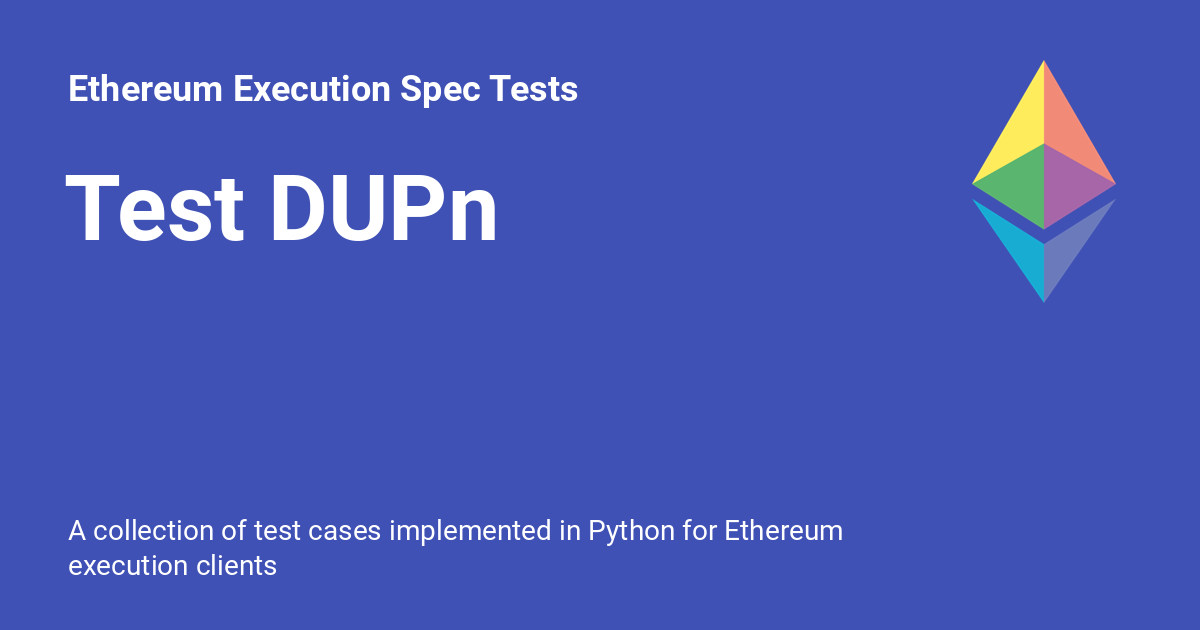 Ethereum Execution Spec Tests
Test DUPn
A collection of test cases implemented in Python for Ethereum
execution clients